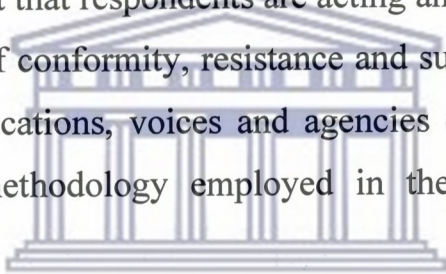 that respondents are acting an
f conformity, resistance and su
cations, voices and agencies
ethodology employed in the